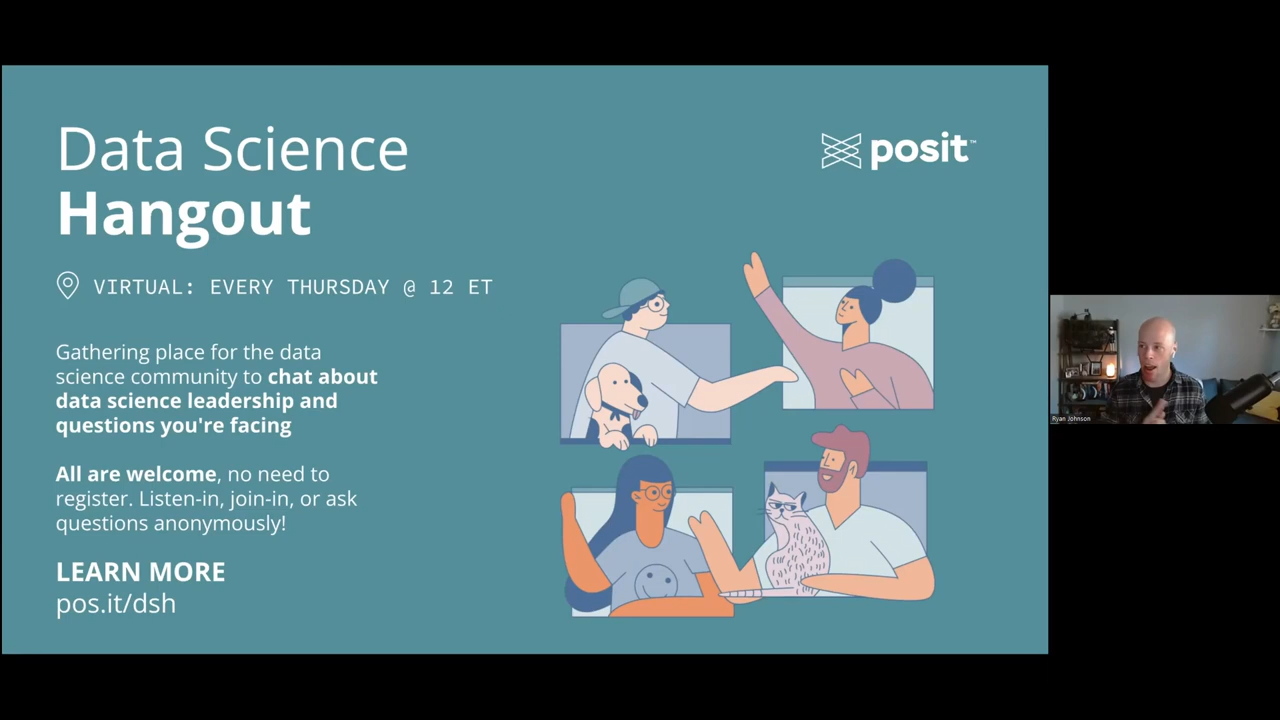 Data Science
Hangout
posit™
VIRTUAL: EVERY THURSDAY @ 12 ET
Gathering place for the data
science community to chat about
data science leadership and
questions you're facing
All are welcome, no need to
register. Listen-in, join-in, or ask
questions anonymously!
LEARN MORE
pos.it/dsh
Ryan Johnson